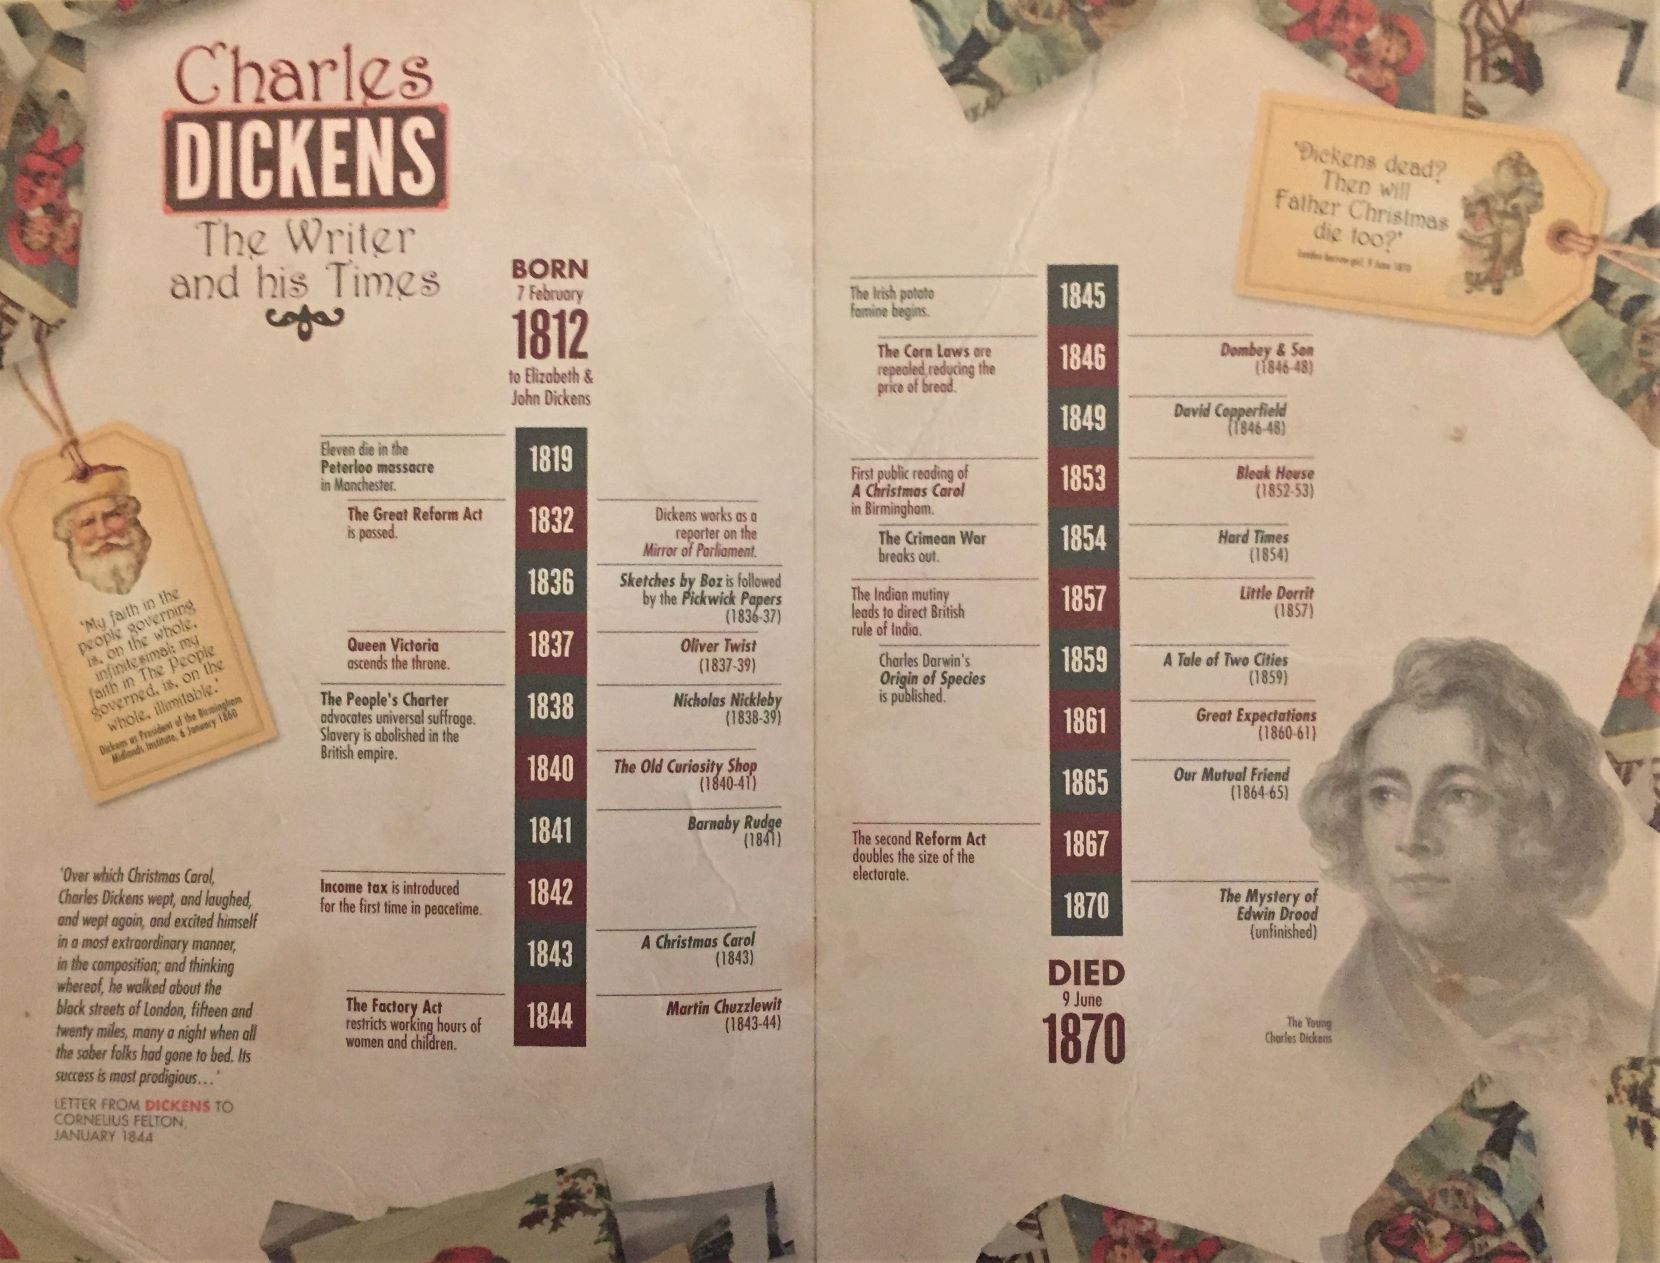 Charles
DICKENS
The Writer
and his Times
BORN
7 February
1812
to Elizabeth &
John Dickens
Eleven die in the
Peterloo massacre
in Manchester.
1819
The Great Reform Act
is passed.
1832
Dickens works as a
reporter on the
Mirror of Parliament.
1836
Sketches by Boz is followed
by the Pickwick Papers
(1836-37)
Queen Victoria
ascends the throne.
1837
Oliver Twist
(1837-39)
The People's Charter
advocates universal suffrage.
Slavery is abolished in the
British empire.
1838
Nicholas Nickleby
(1838-39)
1840
The Old Curiosity Shop
(1840-41)
1841
Barnaby Rudge
(1841)
Income tax is introduced
for the first time in peacetime.
1842
1843
A Christmas Carol
(1843)
The Factory Act
restricts working hours of
women and children.
1844
Martin Chuzzlewit
(1843-44)
'My faith in the
people governing
is, on the whole,
infinitesimal; my
faith in The People
governed, is, on the
whole, illimitable.'
Dickens as President of the Birmingham
Midlands Institute, 6 January 1860
'Over which Christmas Carol,
Charles Dickens wept, and laughed,
and wept again, and excited himself
in a most extraordinary manner,
in the composition; and thinking
whereof, he walked about the
black streets of London, fifteen and
twenty miles, many a night when all
the sober folks had gone to bed. Its
success is most prodigious...'
LETTER FROM DICKENS TO
CORNELIUS FELTON,
JANUARY 1844
The Irish potato
famine begins.
1845
The Corn Laws are
repealed,reducing the
price of bread.
1846
Dombey & Son
(1846-48)
1849
David Copperfield
(1846-48)
First public reading of
A Christmas Carol
in Birmingham.
1853
Bleak House
(1852-53)
The Crimean War
breaks out.
1854
Hard Times
(1854)
The Indian mutiny
leads to direct British
rule of India.
1857
Little Dorrit
(1857)
Charles Darwin's
Origin of Species
is published.
1859
A Tale of Two Cities
(1859)
1861
Great Expectations
(1860-61)
1865
Our Mutual Friend
(1864-65)
The second Reform Act
doubles the size of the
electorate.
1867
1870
The Mystery of
Edwin Drood
(unfinished)
DIED
9 June
1870
'Dickens dead?
Then will
Father Christmas
die too?'
London barrow-girl, 9 June 1870
The Young
Charles Dickens